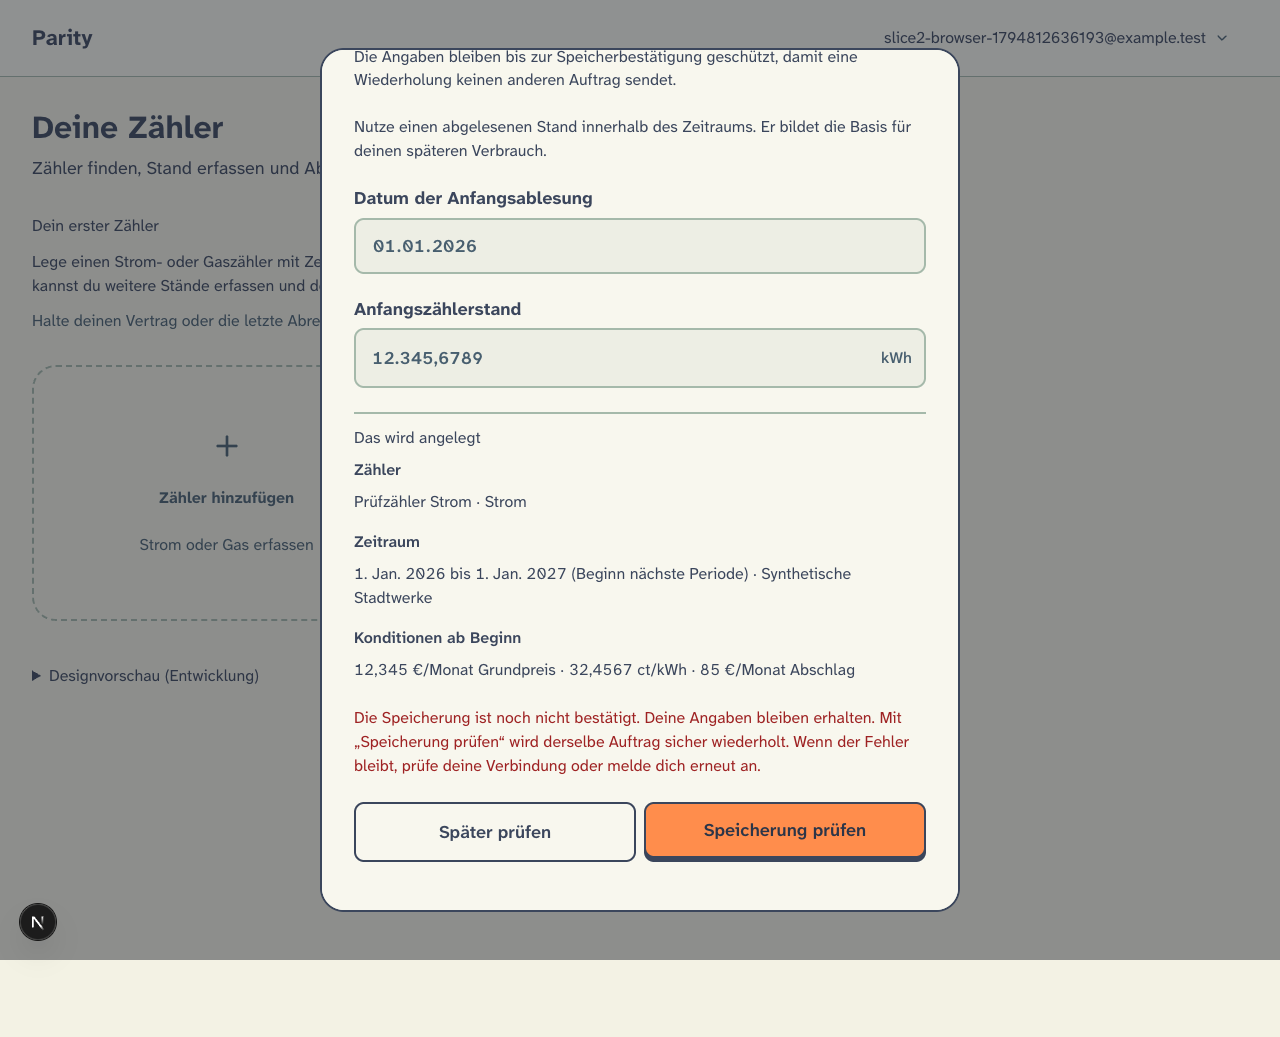 Parity
slice2-browser-1794812636193@example.test
Deine Zähler
Zähler finden, Stand erfassen und
Dein erster Zähler
Lege einen Strom- oder Gaszähler mit
kannst du weitere Stände erfassen und
Halte deinen Vertrag oder die letzte
+
Zähler hinzufügen
Strom oder Gas erfassen
Designvorschau (Entwicklung)
N
Die Angaben bleiben bis zur Speicherbestätigung geschützt, damit eine
Wiederholung keinen anderen Auftrag sendet.
Nutze einen abgelesenen Stand innerhalb des Zeitraums. Er bildet die Basis für
deinen späteren Verbrauch.
Datum der Anfangsablesung
01.01.2026
Anfangszählerstand
12.345,6789 kWh
Das wird angelegt
Zähler
Prüfzähler Strom · Strom
Zeitraum
1. Jan. 2026 bis 1. Jan. 2027 (Beginn nächste Periode) · Synthetische
Stadtwerke
Konditionen ab Beginn
12,345 €/Monat Grundpreis · 32,4567 ct/kWh · 85 €/Monat Abschlag
Die Speicherung ist noch nicht bestätigt. Deine Angaben bleiben erhalten. Mit
„Speicherung prüfen“ wird derselbe Auftrag sicher wiederholt. Wenn der Fehler
bleibt, prüfe deine Verbindung oder melde dich erneut an.
Später prüfen
Speicherung prüfen